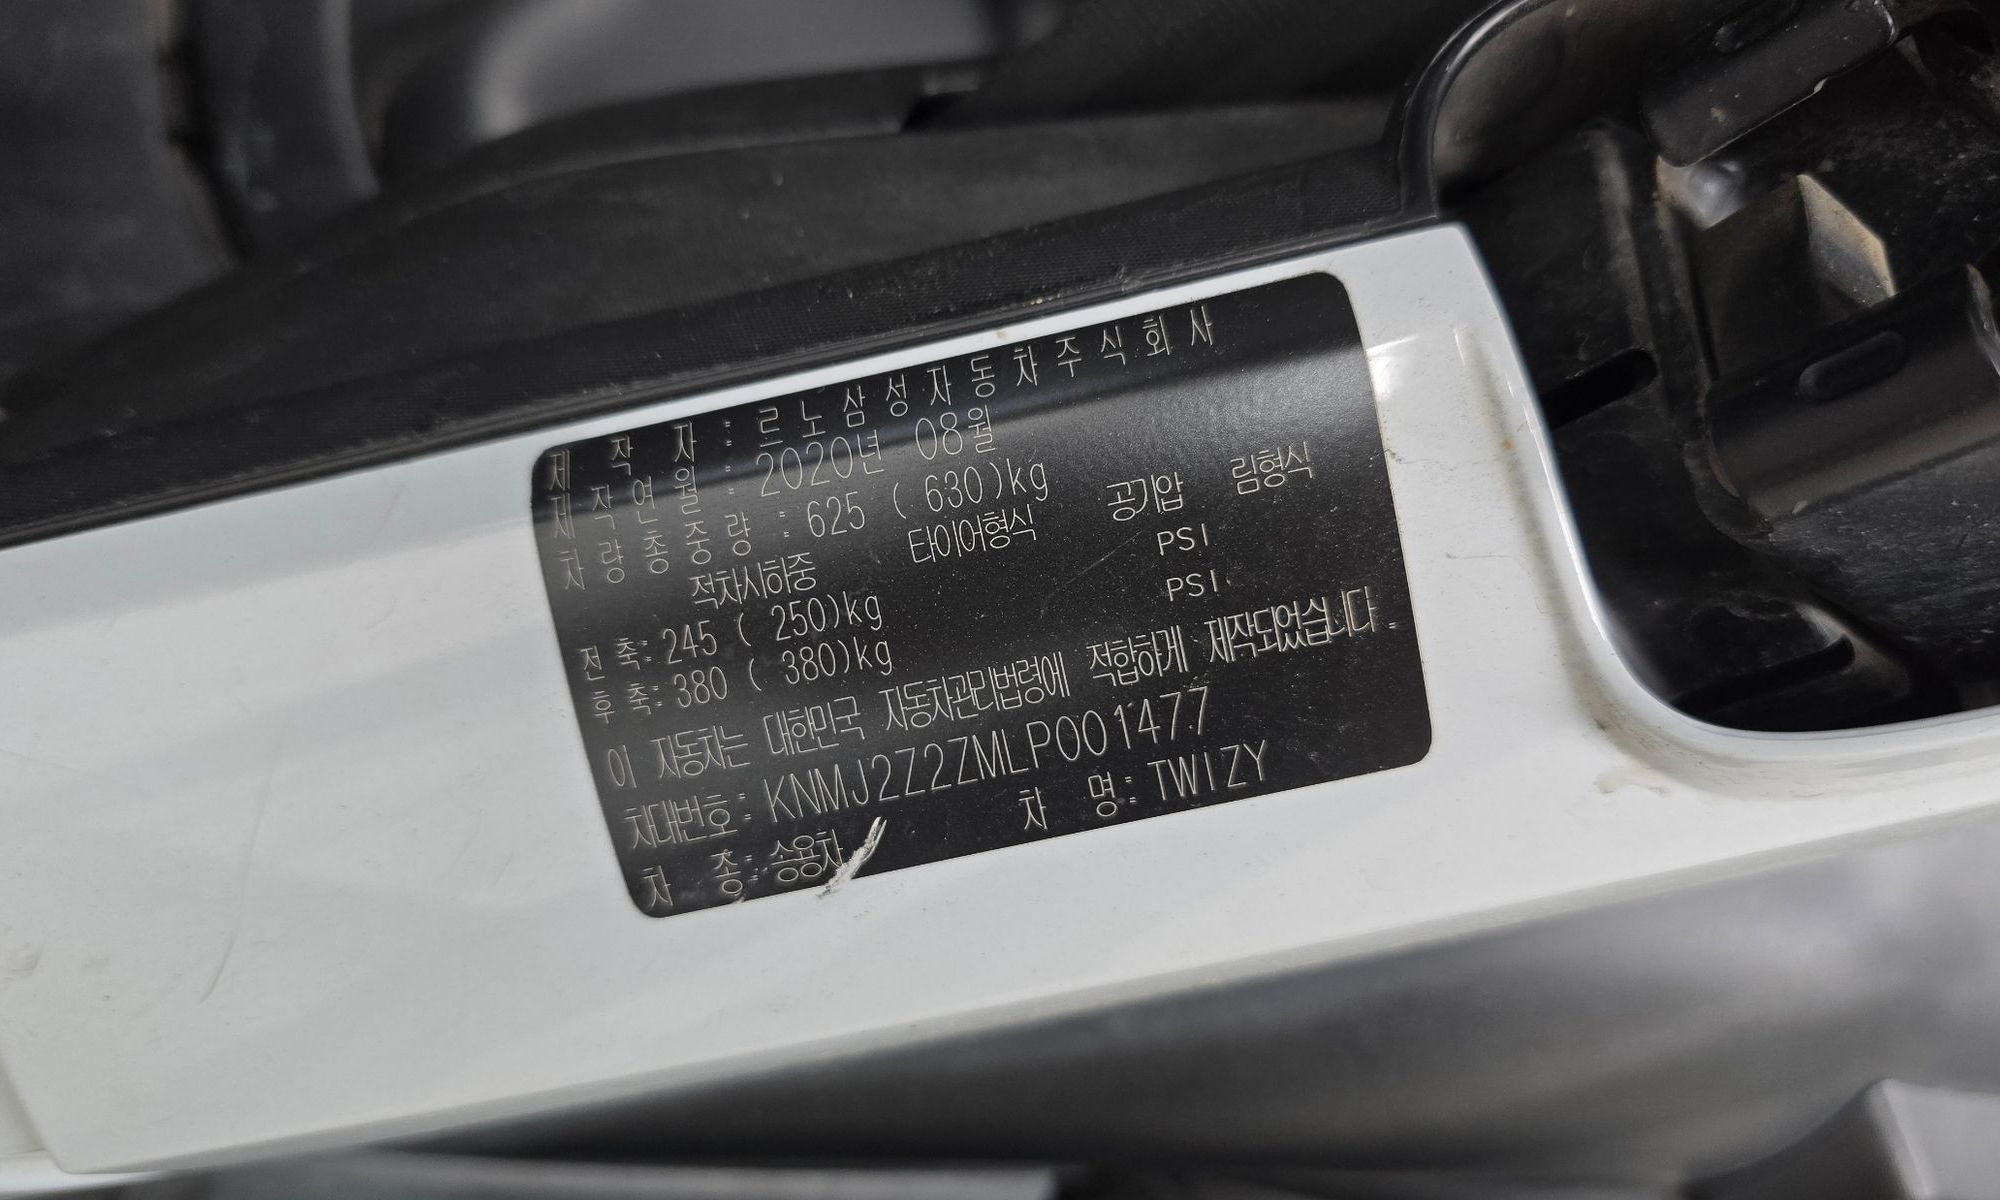 제 작 자 : 르노삼성자동차주식회사
제작연월 : 2020년 08월
차량총중량 : 625 ( 630)kg
적차시하중 타이어형식 공기압 림형식
전 축: 245 ( 250)kg PSI
후 축: 380 ( 380)kg PSI
이 자동차는 대한민국 자동차관리법령에 적합하게 제작되었습니다.
차대번호: KNMJ2Z2ZMLP001477
차 종: 승용차 차 명: TWIZY